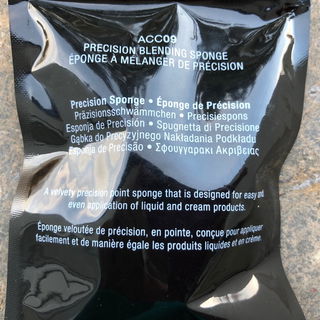 ACC09
PRECISION BLENDING SPONGE
ÉPONGE À MÉLANGER DE PRÉCISION
Precision Sponge • Éponge de Précision
Präzisionsschwämmchen • Precisiespons
Esponja de Precisión • Spugnetta di Precisione
Gąbka do Precyzyjnego Nakładania Podkładu
Esponja de Precisão • Σφουγγαρακι Ακριβειας
A velvety precision point sponge that is designed for easy and
even application of liquid and cream products.
Éponge veloutée de précision, en pointe, conçue pour appliquer
facilement et de manière égale les produits liquides et en crème.